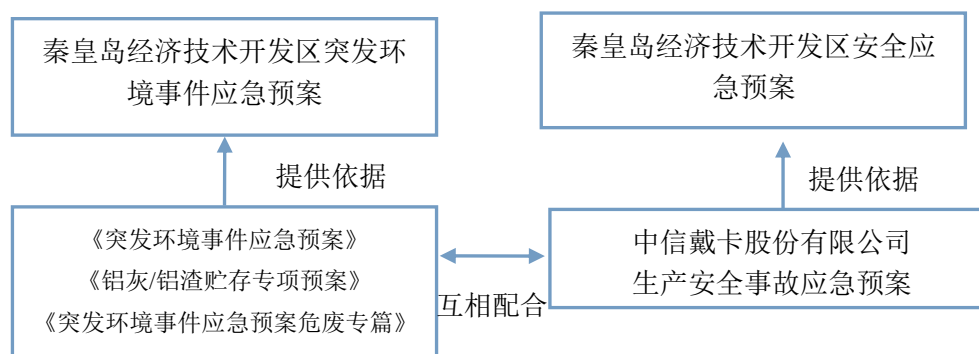 秦皇岛经济技术开发区突发环
境事件应急预案
秦皇岛经济技术开发区安全应
急预案
提供依据
提供依据
《突发环境事件应急预案》
《铝灰/铝渣贮存专项预案》
《突发环境事件应急预案危废专篇》
互相配合
中信戴卡股份有限公司
生产安全事故应急预案